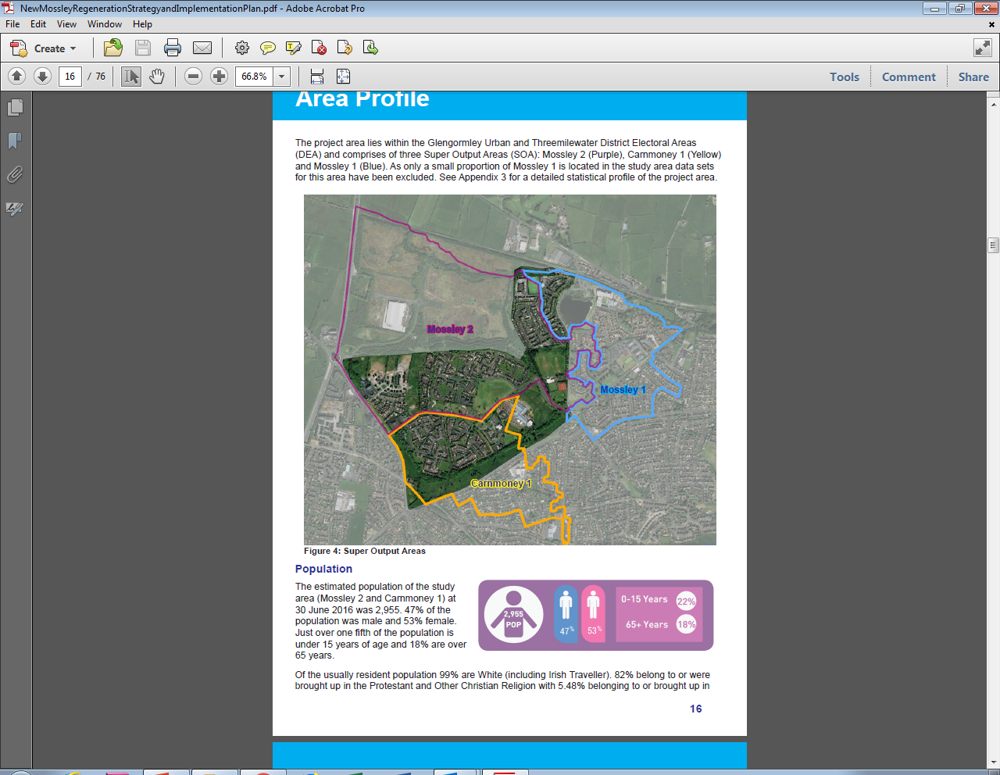 NewMossleyRegenerationStrategyandImplementationPlan.pdf - Adobe Acrobat Pro
File Edit View Window Help
Create
16 / 76
66.8%
Tools Comment Share
Area Profile
The project area lies within the Glengormley Urban and Threemilewater District Electoral Areas
(DEA) and comprises of three Super Output Areas (SOA): Mossley 2 (Purple), Carnmoney 1 (Yellow)
and Mossley 1 (Blue). As only a small proportion of Mossley 1 is located in the study area data sets
for this area have been excluded. See Appendix 3 for a detailed statistical profile of the project area.
Mossley 2
Mossley 1
Carnmoney 1
Figure 4: Super Output Areas
Population
The estimated population of the study
area (Mossley 2 and Carnmoney 1) at
30 June 2016 was 2,955. 47% of the
population was male and 53% female.
Just over one fifth of the population is
under 15 years of age and 18% are over
65 years.
2,955
POP
47%
53%
0-15 Years 22%
65+ Years 18%
Of the usually resident population 99% are White (including Irish Traveller). 82% belong to or were
brought up in the Protestant and Other Christian Religion with 5.48% belonging to or brought up in
16